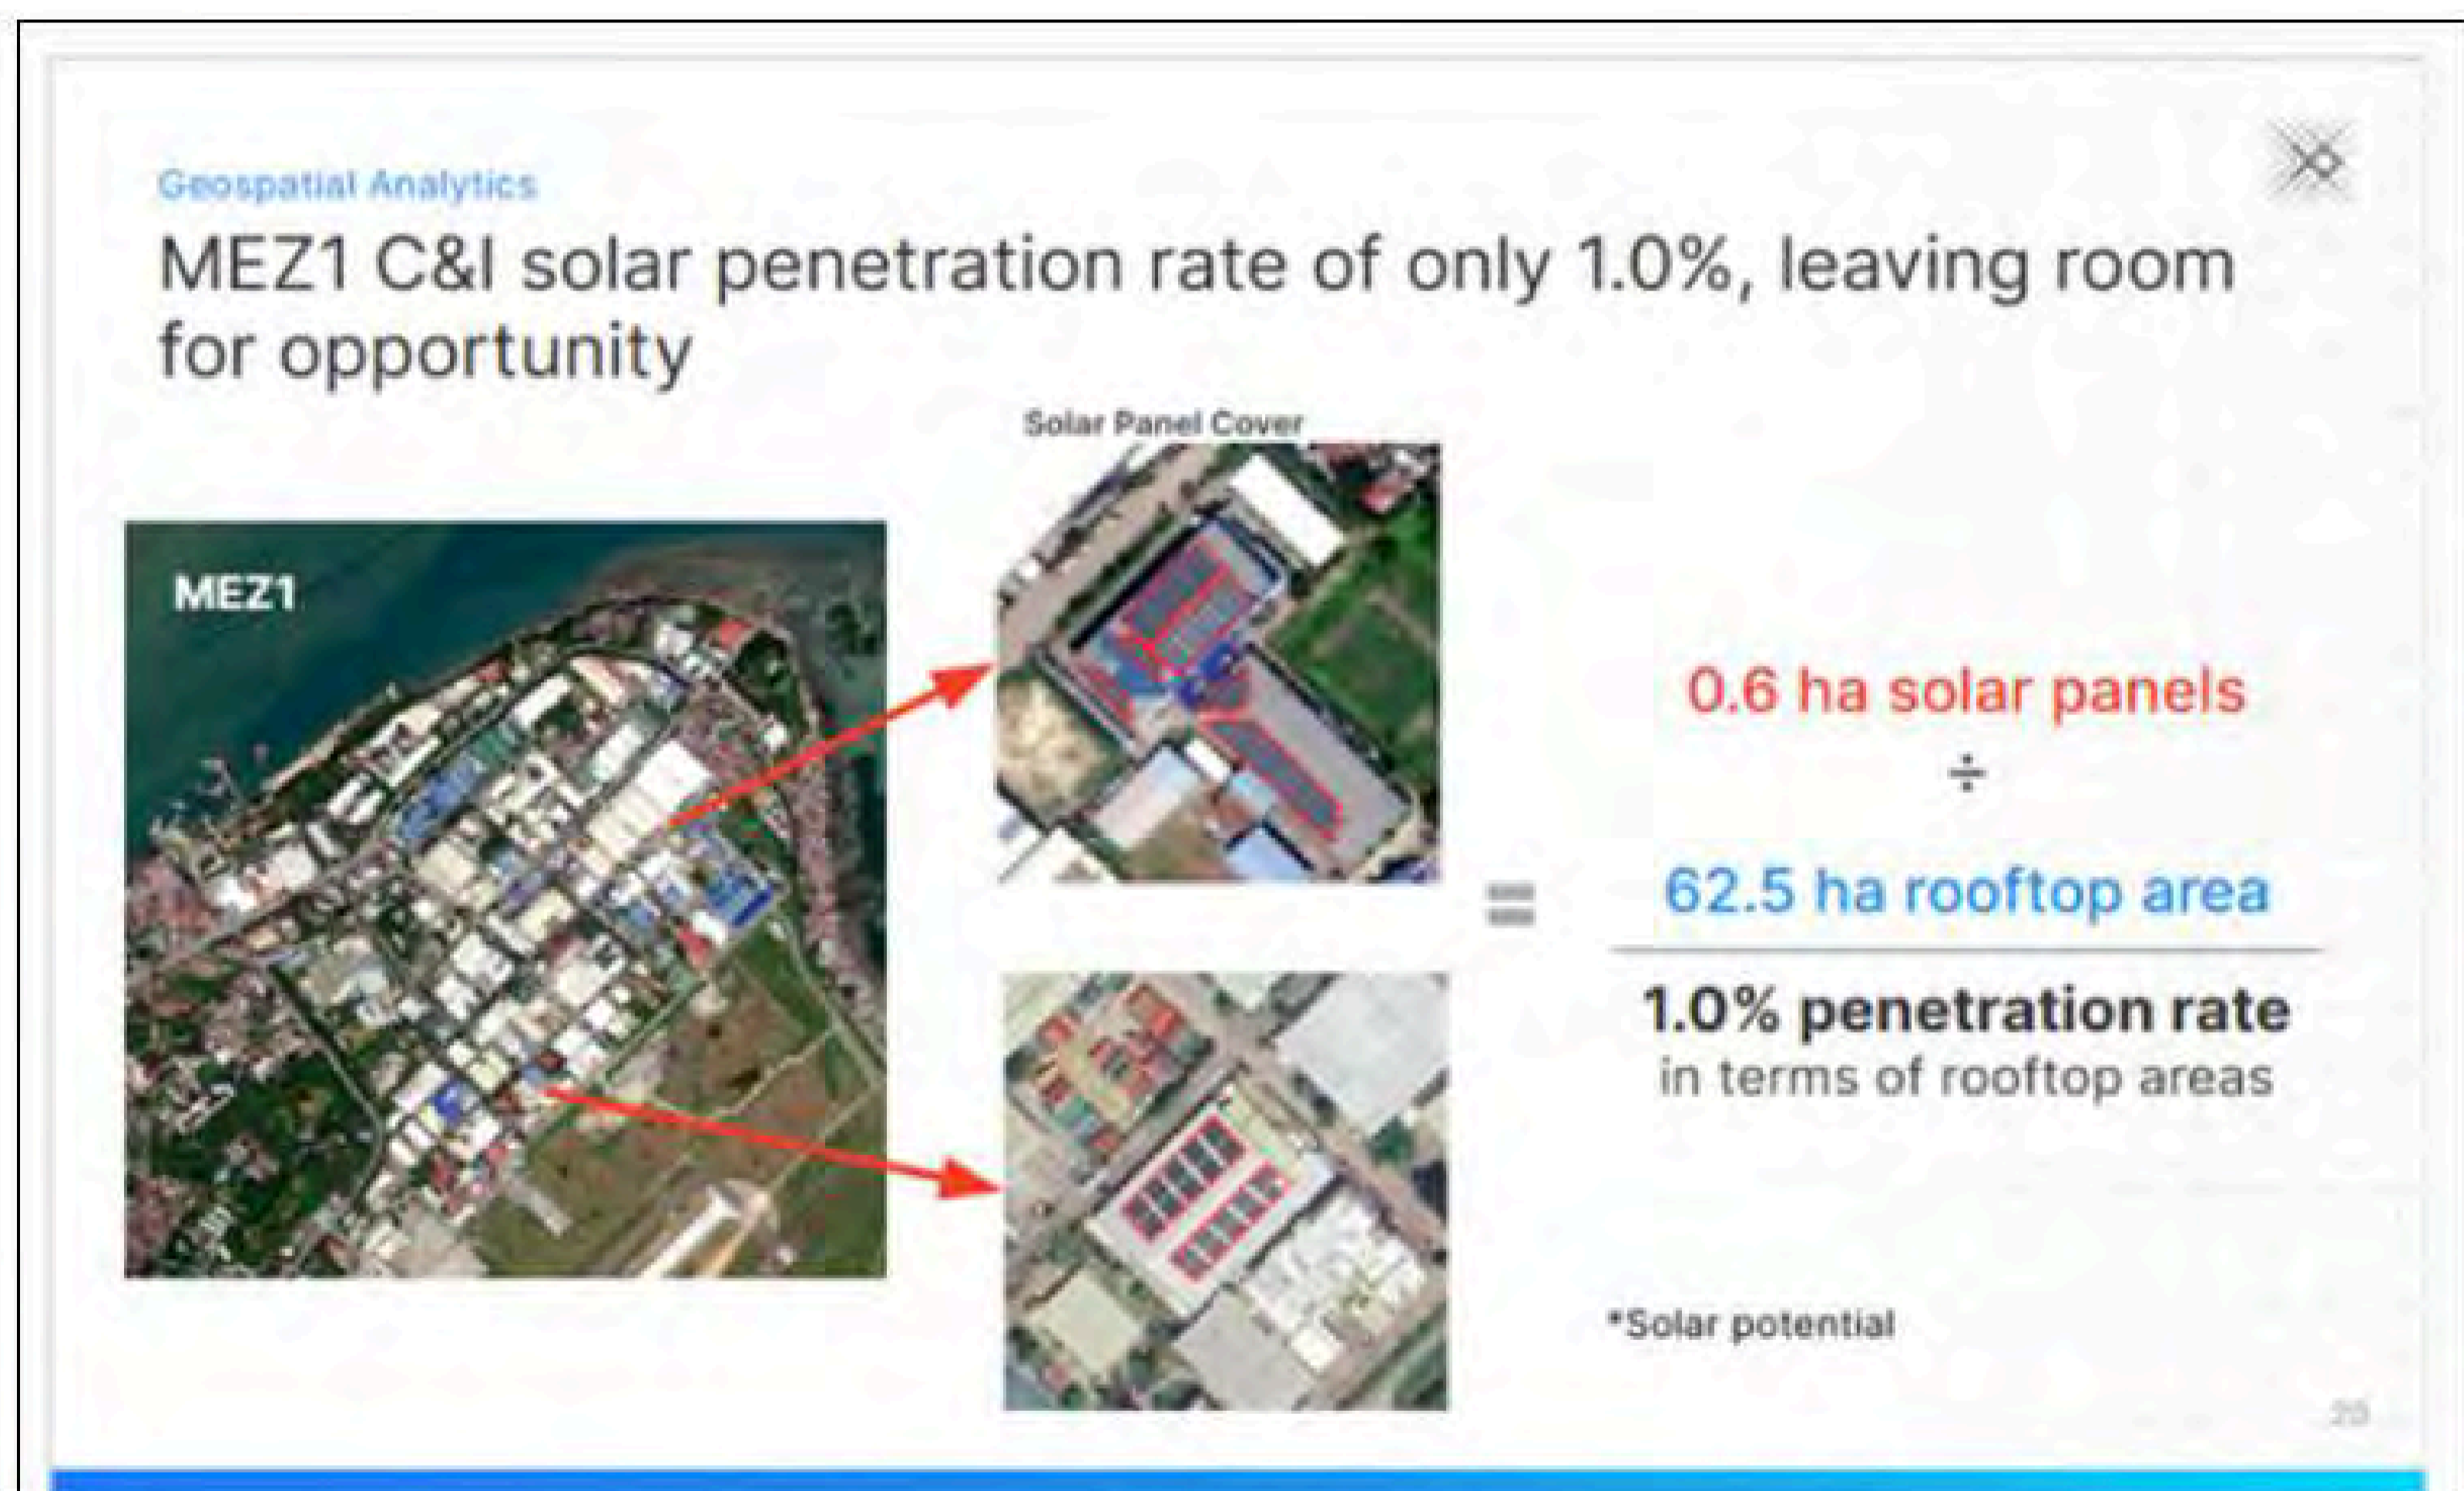 Geospatial Analytics
MEZ1 C&I solar penetration rate of only 1.0%, leaving room
for opportunity
Solar Panel Cover
MEZ1
0.6 ha solar panels
÷
62.5 ha rooftop area
=
1.0% penetration rate
in terms of rooftop areas
*Solar potential
20